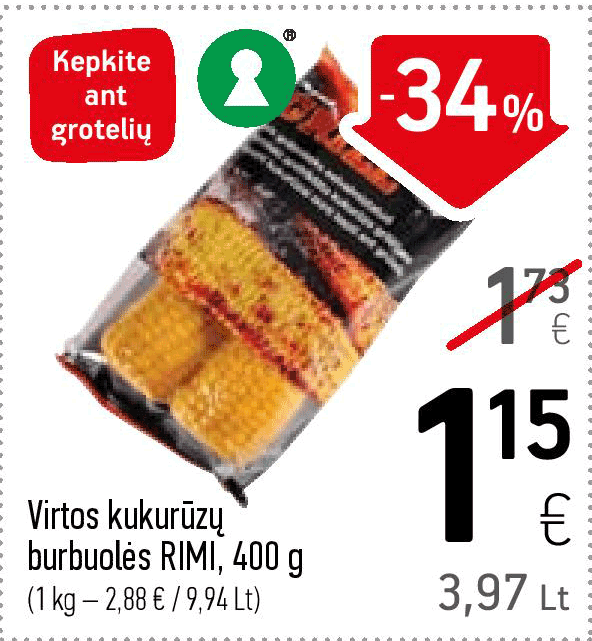 Kepkite
ant
grotelių
®
-34%
1 73
€
1 15
€
3,97 Lt
Virtos kukurūzų
burbuolės RIMI, 400 g
(1 kg – 2,88 € / 9,94 Lt)